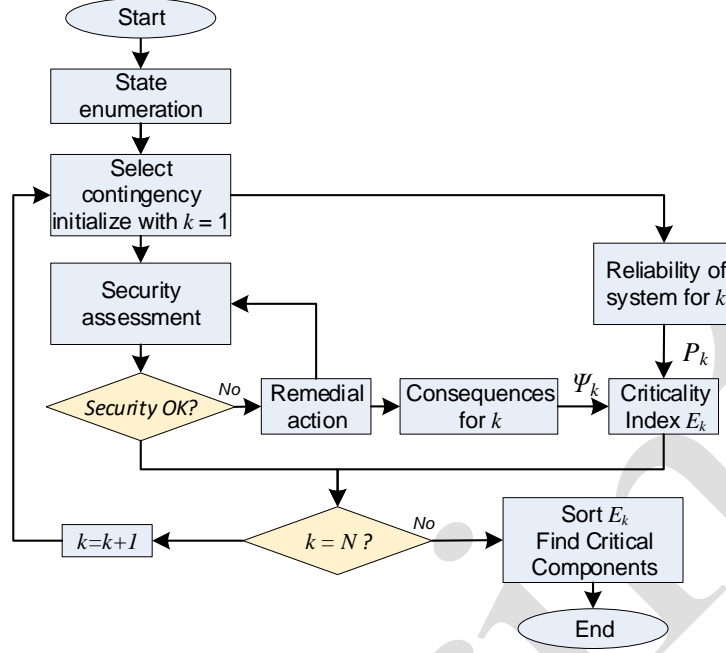 Start
State
enumeration
Select
contingency
initialize with k = 1
Security
assessment
Reliability of
system for k
P_k
Security OK?
No
Remedial
action
Consequences
for k
Ψ_k
Criticality
Index E_k
k=k+1
k = N ?
No
Sort E_k
Find Critical
Components
End